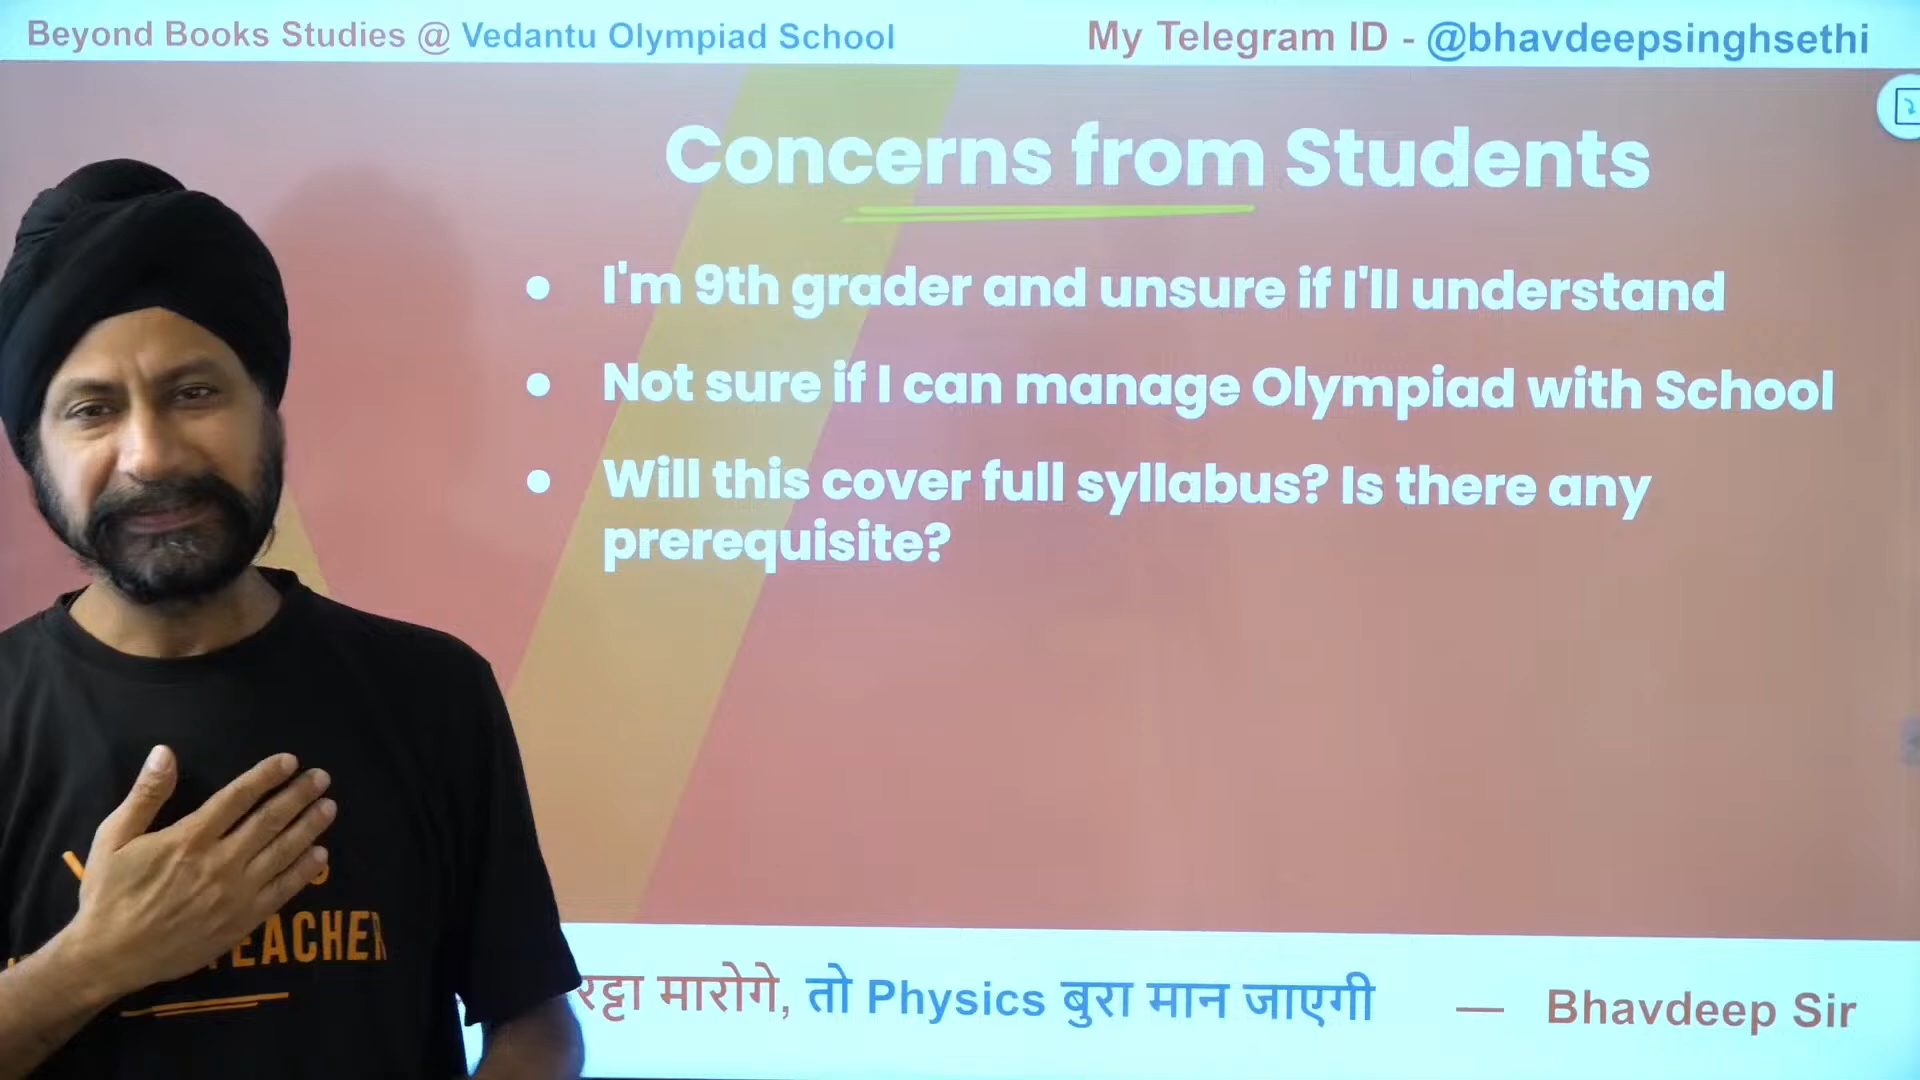 Beyond Books Studies @ Vedantu Olympiad School
My Telegram ID - @bhavdeepsinghsethi
Concerns from Students
● I'm 9th grader and unsure if I'll understand
● Not sure if I can manage Olympiad with School
● Will this cover full syllabus? Is there any
prerequisite?
रट्टा मारोगे, तो Physics बुरा मान जाएगी — Bhavdeep Sir